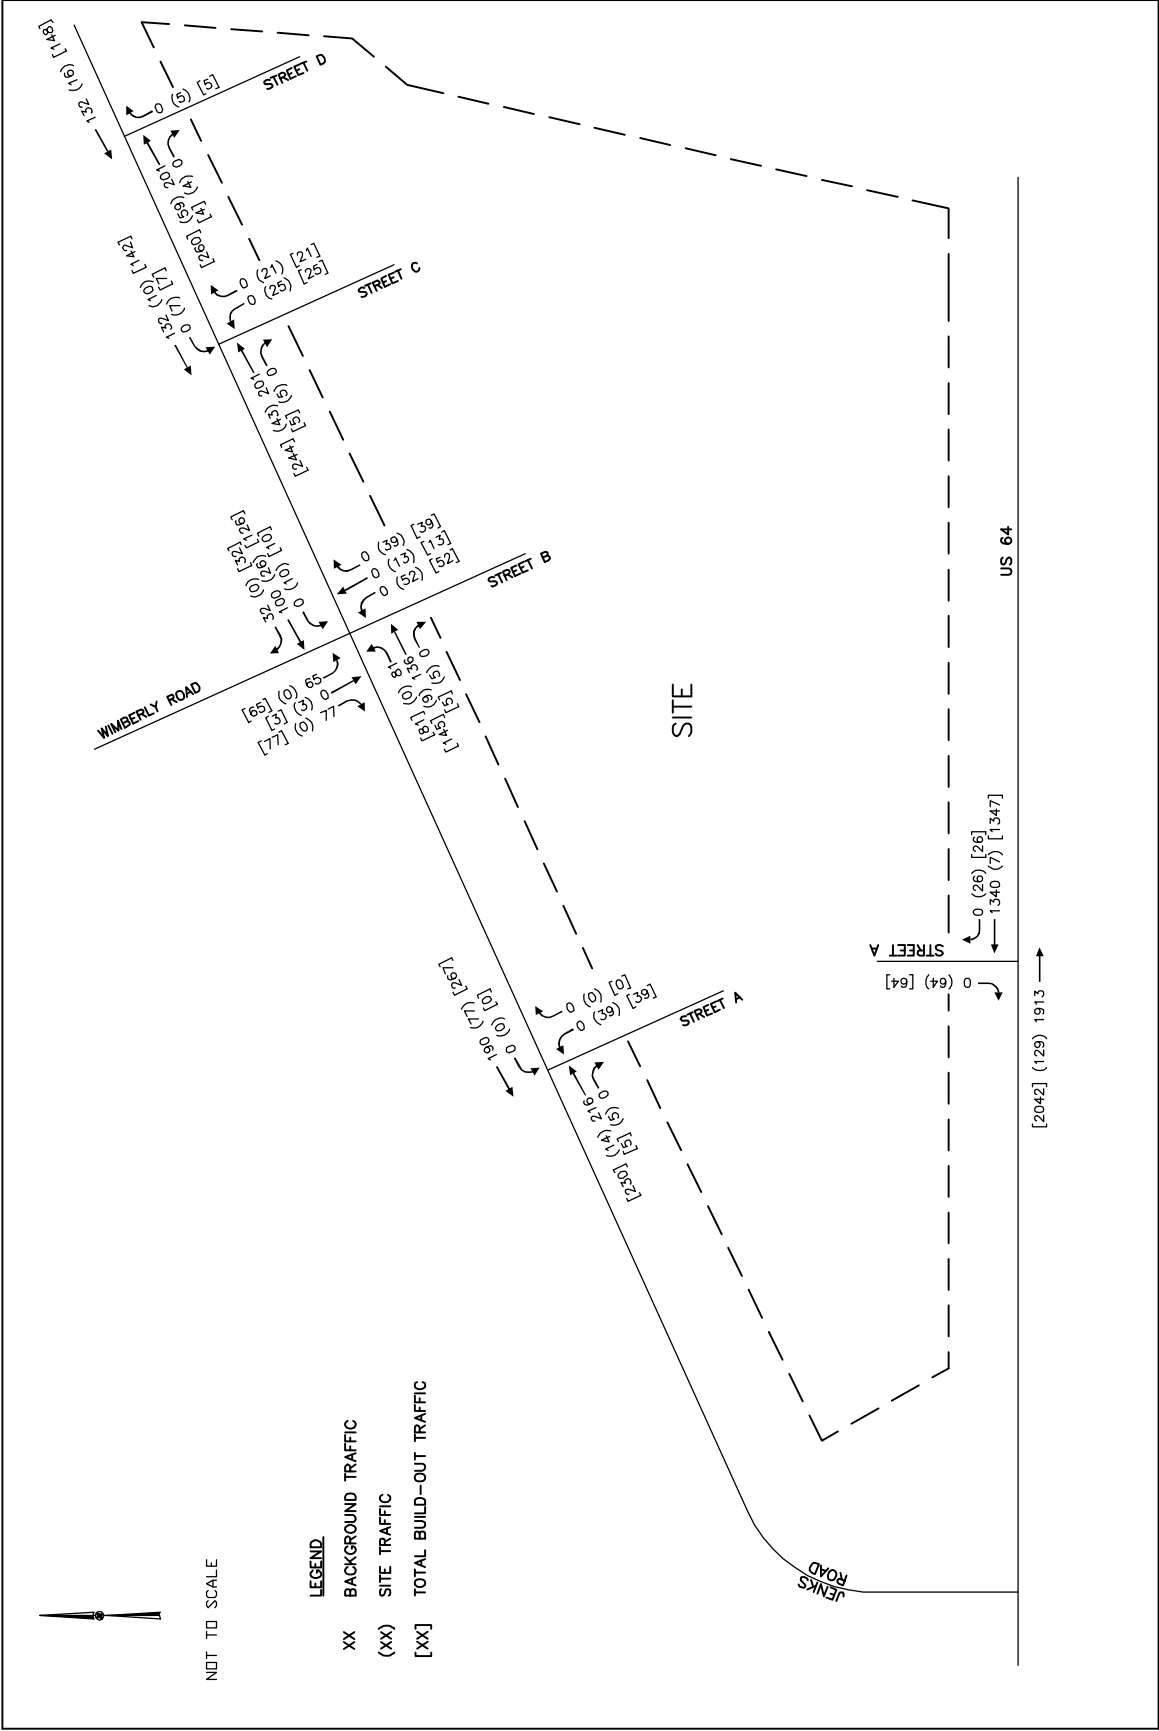 132 (16) [148]
0 (5) [5]
STREET D
[260] (59) 201
[4] (4) 0
132 (10) [142]
0 (7) [7]
0 (21) [21]
0 (25) [25]
STREET C
[244] (43) 201
[5] (5) 0
32 (0) [32]
100 (26) [126]
0 (10) [10]
0 (39) [39]
0 (13) [13]
0 (52) [52]
STREET B
WIMBERLY ROAD
[65] (0) 65
[3] (3) 0
[77] (0) 77
[81] (0) 81
[145] (9) 136
[5] (5) 0
SITE
US 64
190 (77) [267]
0 (0) [0]
0 (0) [0]
0 (39) [39]
STREET A
[230] (14) 216
[5] (5) 0
0 (26) [26]
1340 (7) [1347]
STREET A
0 (64) [64]
[2042] (129) 1913
JENKS
ROAD
NOT TO SCALE
LEGEND
XX BACKGROUND TRAFFIC
(XX) SITE TRAFFIC
[XX] TOTAL BUILD-OUT TRAFFIC